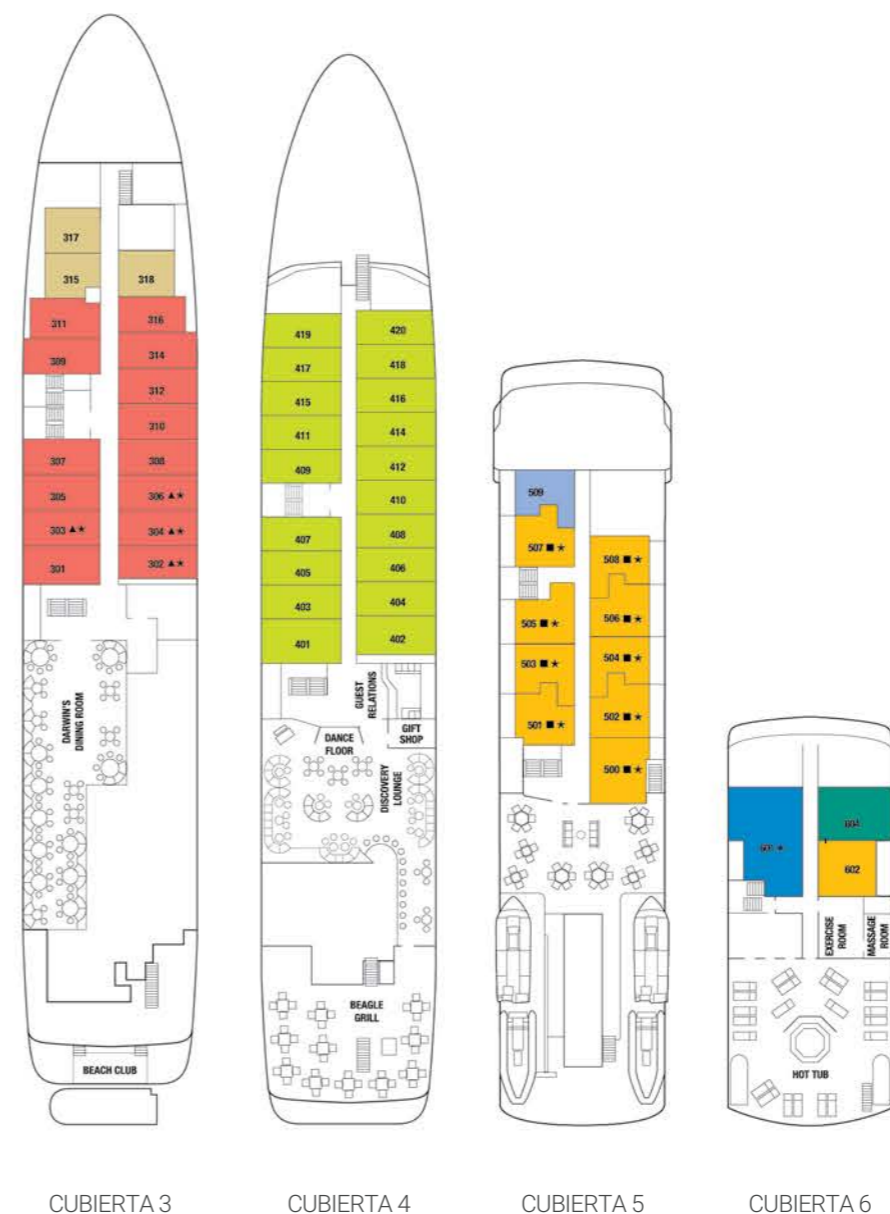 317
315
318
311
316
309
314
312
310
307
308
305
306 ▲★
303 ▲★
304 ▲★
301
302 ▲★
DARWIN'S
DINING ROOM
BEACH CLUB
419
420
417
418
415
416
411
414
409
412
410
407
408
405
406
403
404
401
402
GUEST
RELATIONS
GIFT
SHOP
DANCE
FLOOR
DISCOVERY
LOUNGE
BEAGLE
GRILL
509
507 ■ ★
508 ■ ★
505 ■ ★
506 ■ ★
503 ■ ★
504 ■ ★
501 ■ ★
502 ■ ★
500 ■ ★
602
EXERCISE
ROOM
MASSAGE
ROOM
HOT TUB
CUBIERTA 3
CUBIERTA 4
CUBIERTA 5
CUBIERTA 6